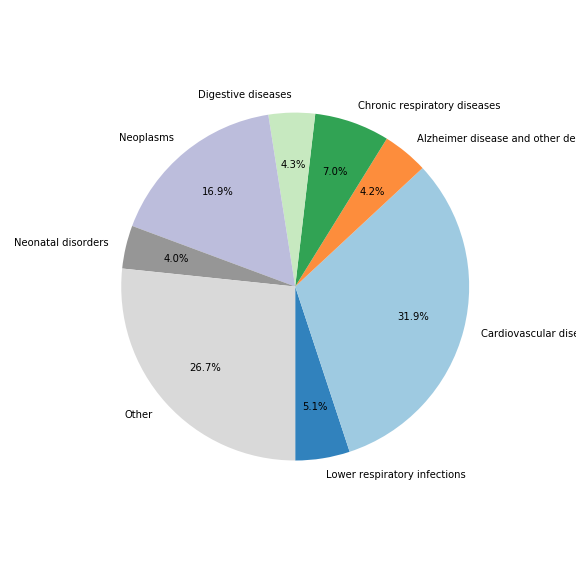 Digestive diseases
Chronic respiratory diseases
Neoplasms
Alzheimer disease and other de
4.3%
7.0%
16.9%
4.2%
Neonatal disorders
4.0%
31.9%
Cardiovascular dise
26.7%
5.1%
Other
Lower respiratory infections